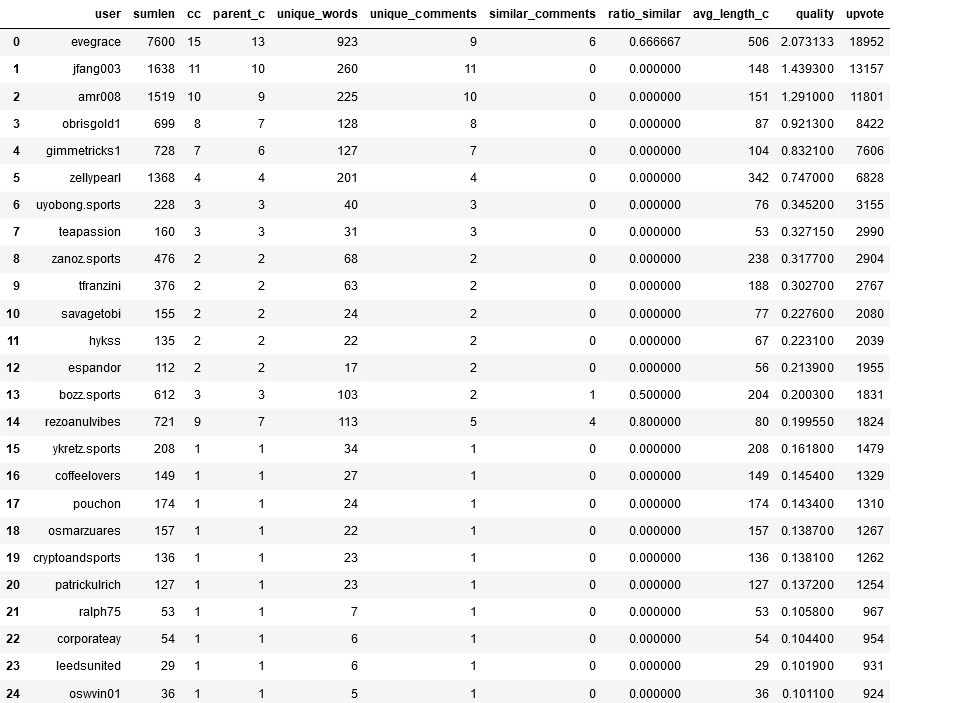 user sumlen cc parent_c unique_words unique_comments similar_comments ratio_similar avg_length_c quality upvote
0 evegrace 7600 15 13 923 9 6 0.666667 506 2.073133 18952
1 jfang003 1638 11 10 260 11 0 0.000000 148 1.439300 13157
2 amr008 1519 10 9 225 10 0 0.000000 151 1.291000 11801
3 obrisgold1 699 8 7 128 8 0 0.000000 87 0.921300 8422
4 gimmetricks1 728 7 6 127 7 0 0.000000 104 0.832100 7606
5 zellypearl 1368 4 4 201 4 0 0.000000 342 0.747000 6828
6 uyobong.sports 228 3 3 40 3 0 0.000000 76 0.345200 3155
7 teapassion 160 3 3 31 3 0 0.000000 53 0.327150 2990
8 zanoz.sports 476 2 2 68 2 0 0.000000 238 0.317700 2904
9 tfranzini 376 2 2 63 2 0 0.000000 188 0.302700 2767
10 savagetobi 155 2 2 24 2 0 0.000000 77 0.227600 2080
11 hykss 135 2 2 22 2 0 0.000000 67 0.223100 2039
12 espandor 112 2 2 17 2 0 0.000000 56 0.213900 1955
13 bozz.sports 612 3 3 103 2 1 0.500000 204 0.200300 1831
14 rezoanulvibes 721 9 7 113 5 4 0.800000 80 0.199550 1824
15 ykretz.sports 208 1 1 34 1 0 0.000000 208 0.161800 1479
16 coffeelovers 149 1 1 27 1 0 0.000000 149 0.145400 1329
17 pouchon 174 1 1 24 1 0 0.000000 174 0.143400 1310
18 osmarzuares 157 1 1 22 1 0 0.000000 157 0.138700 1267
19 cryptoandsports 136 1 1 23 1 0 0.000000 136 0.138100 1262
20 patrickulrich 127 1 1 23 1 0 0.000000 127 0.137200 1254
21 ralph75 53 1 1 7 1 0 0.000000 53 0.105800 967
22 corporateay 54 1 1 6 1 0 0.000000 54 0.104400 954
23 leedsunited 29 1 1 6 1 0 0.000000 29 0.101900 931
24 oswvin01 36 1 1 5 1 0 0.000000 36 0.101100 924